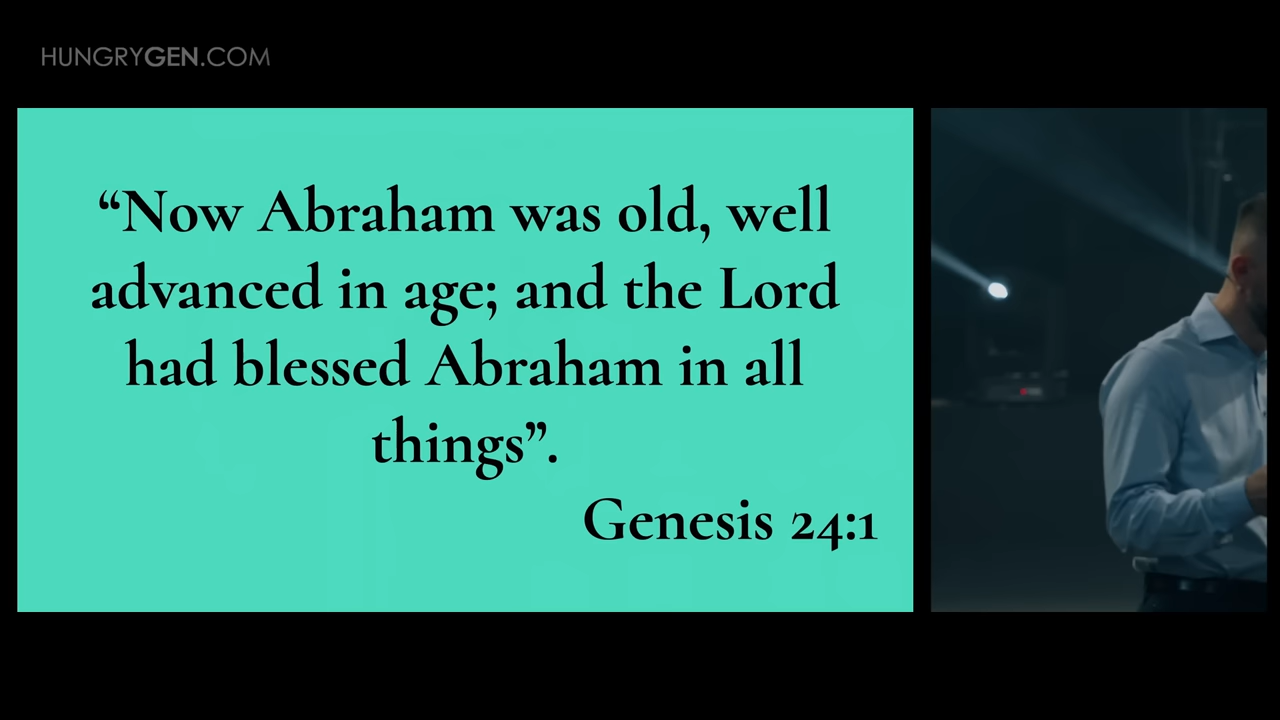 HUNGRYGEN.COM
“Now Abraham was old, well
advanced in age; and the Lord
had blessed Abraham in all
things”.
Genesis 24:1